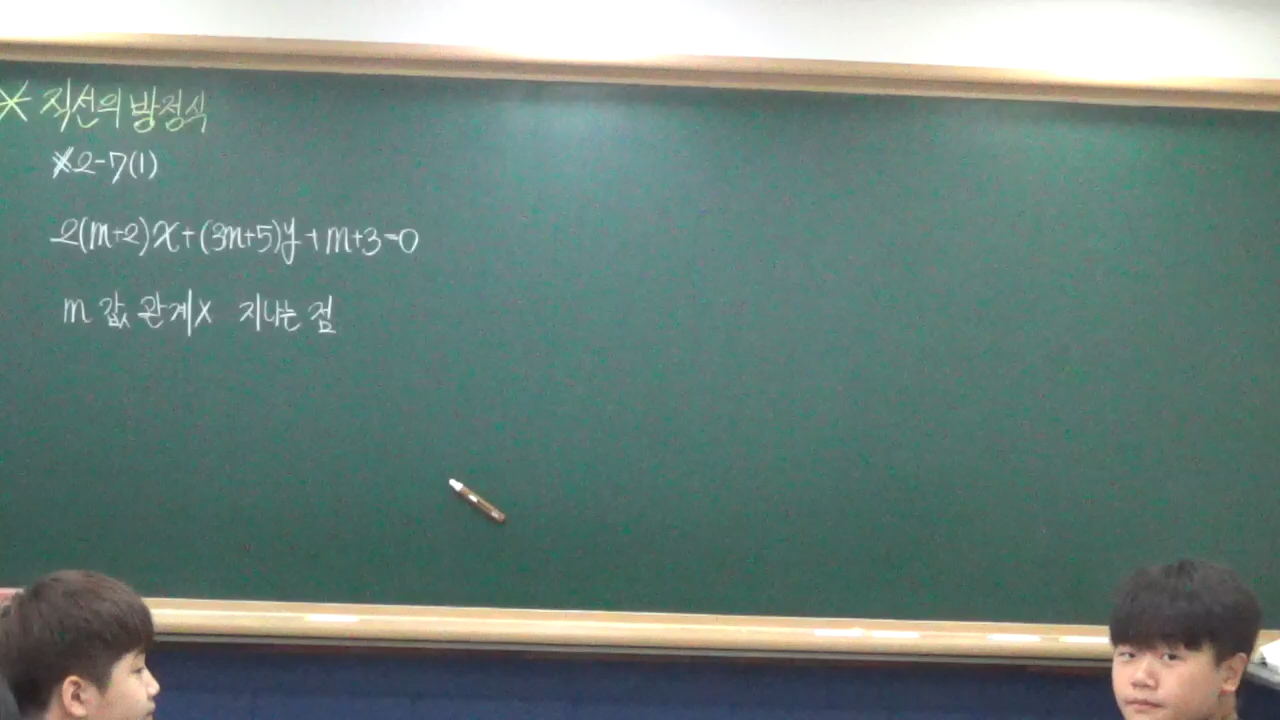 * 직선의 방정식
※2-7(1)
2(m+2)x+(3m+5)y+m+3=0
m 값 관계X 지나는 점